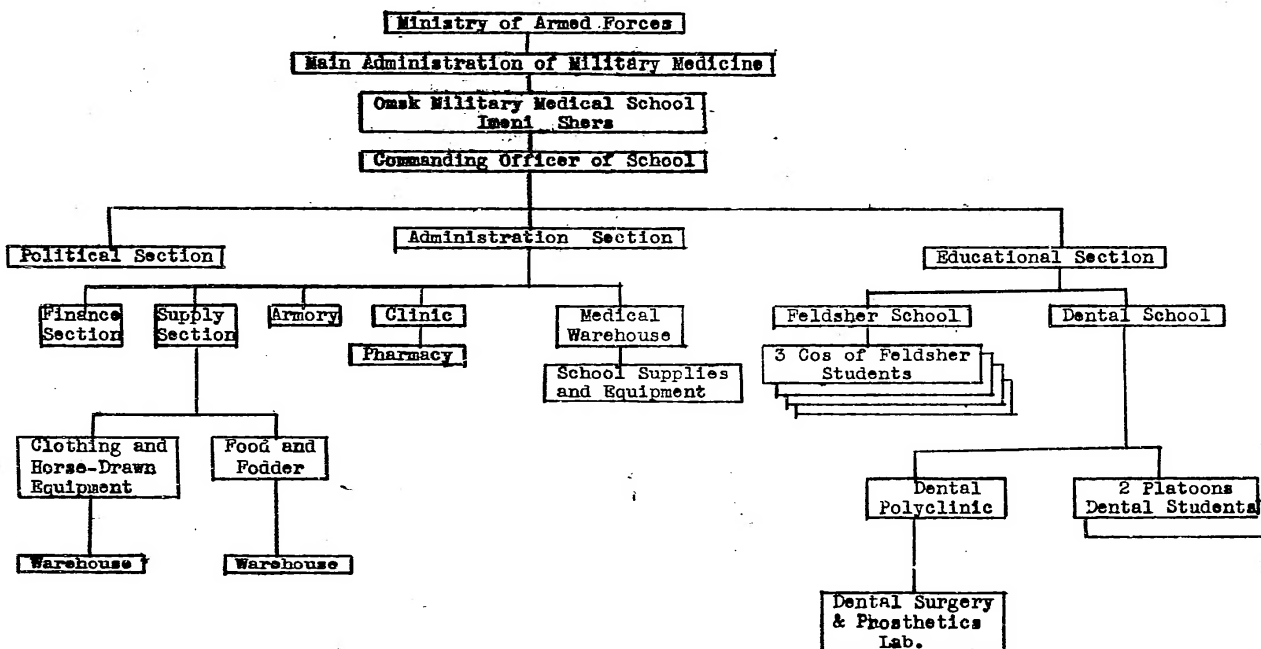 Ministry of Armed Forces
Main Administration of Military Medicine
Omsk Military Medical School
Imeni Shers
Commanding Officer of School
Political Section
Administration Section
Educational Section
Finance
Section
Supply
Section
Armory
Clinic
Pharmacy
Medical
Warehouse
School Supplies
and Equipment
Feldsher School
3 Cos of Feldsher
Students
Dental School
Clothing and
Horse-Drawn
Equipment
Food and
Fodder
Warehouse
Warehouse
Dental
Polyclinic
2 Platoons
Dental Students
Dental Surgery
& Phosthetics
Lab.